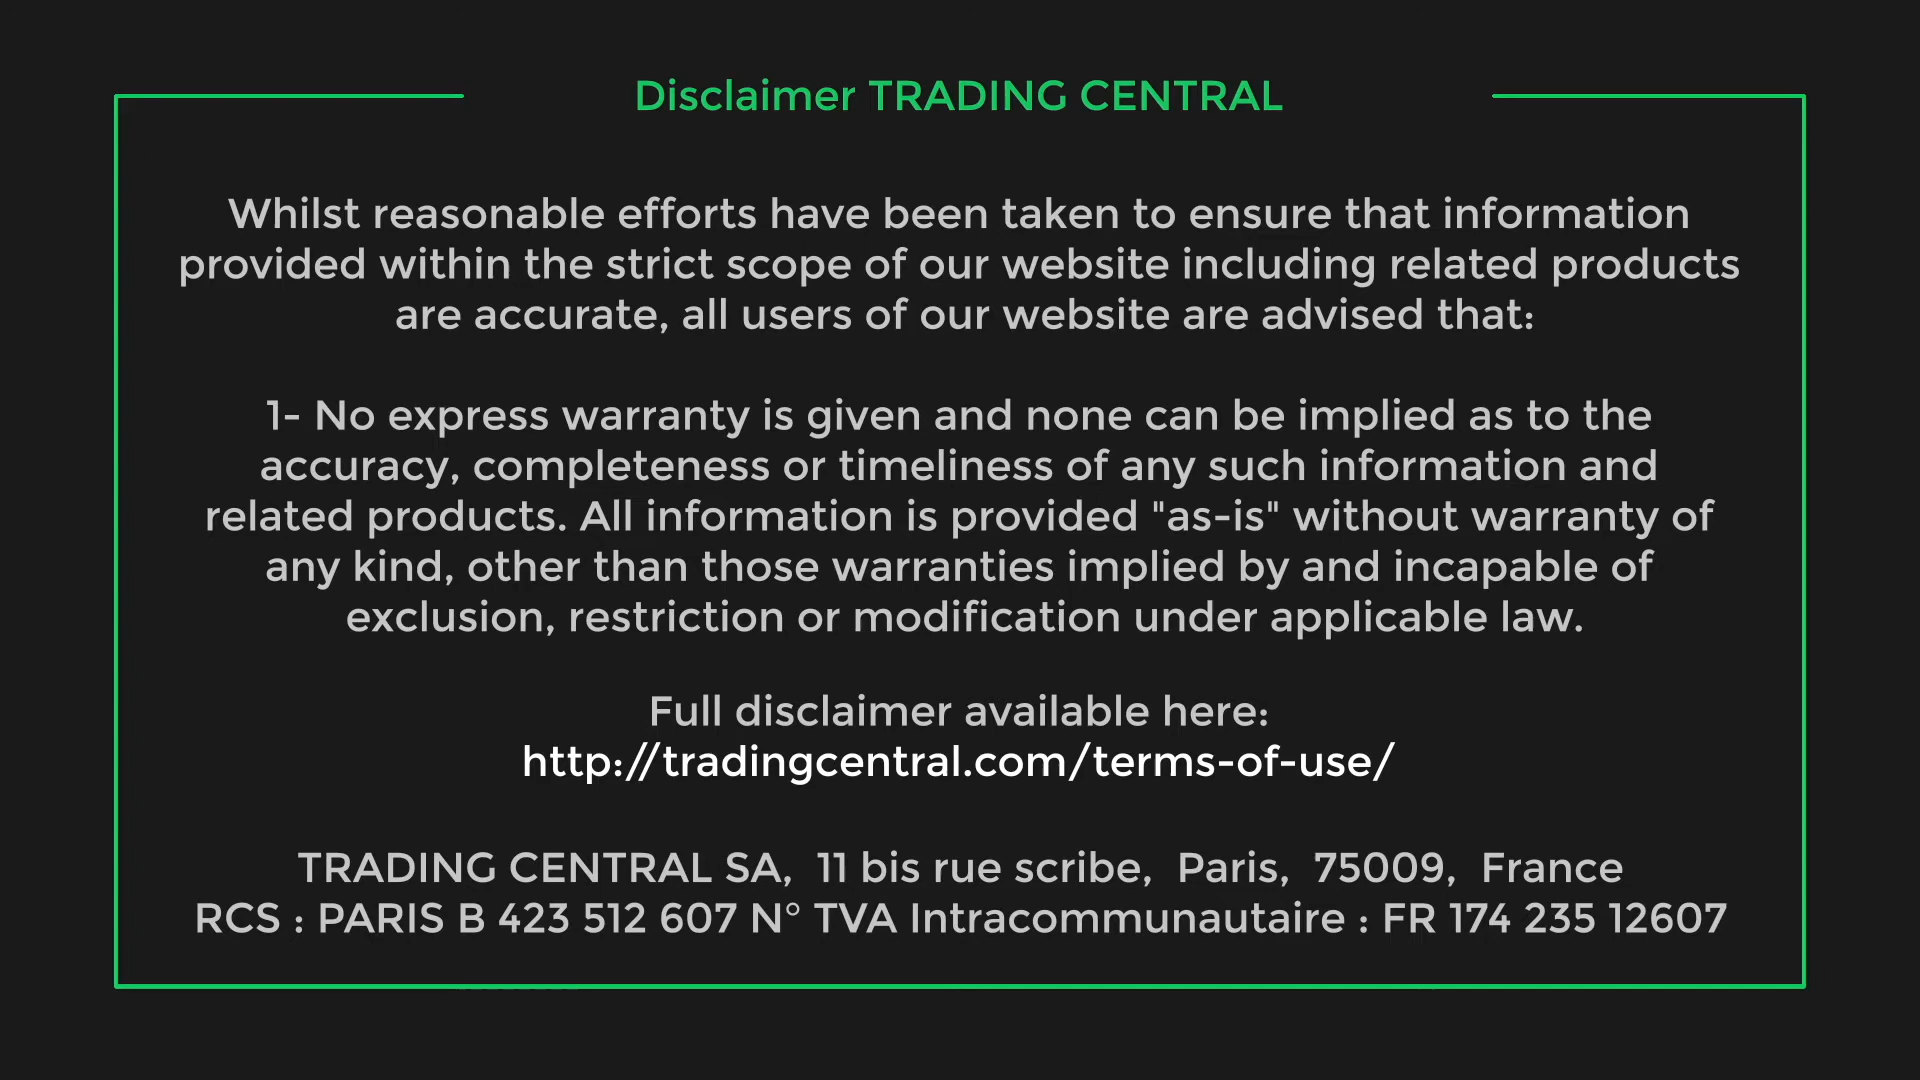 Disclaimer TRADING CENTRAL
Whilst reasonable efforts have been taken to ensure that information
provided within the strict scope of our website including related products
are accurate, all users of our website are advised that:
1- No express warranty is given and none can be implied as to the
accuracy, completeness or timeliness of any such information and
related products. All information is provided "as-is" without warranty of
any kind, other than those warranties implied by and incapable of
exclusion, restriction or modification under applicable law.
Full disclaimer available here:
http://tradingcentral.com/terms-of-use/
TRADING CENTRAL SA,  11 bis rue scribe,  Paris,  75009,  France
RCS : PARIS B 423 512 607 N° TVA Intracommunautaire : FR 174 235 12607